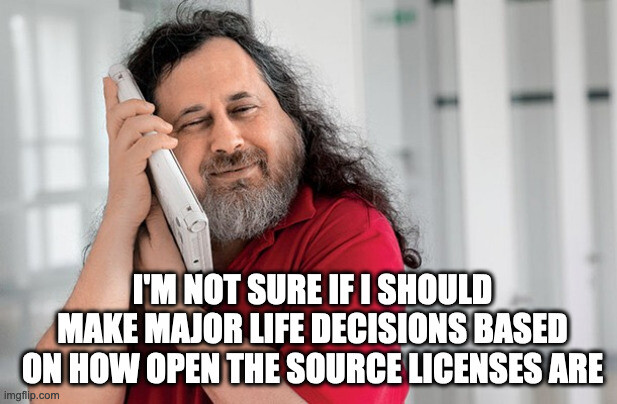 I'M NOT SURE IF I SHOULD
MAKE MAJOR LIFE DECISIONS BASED
ON HOW OPEN THE SOURCE LICENSES ARE
imgflip.com